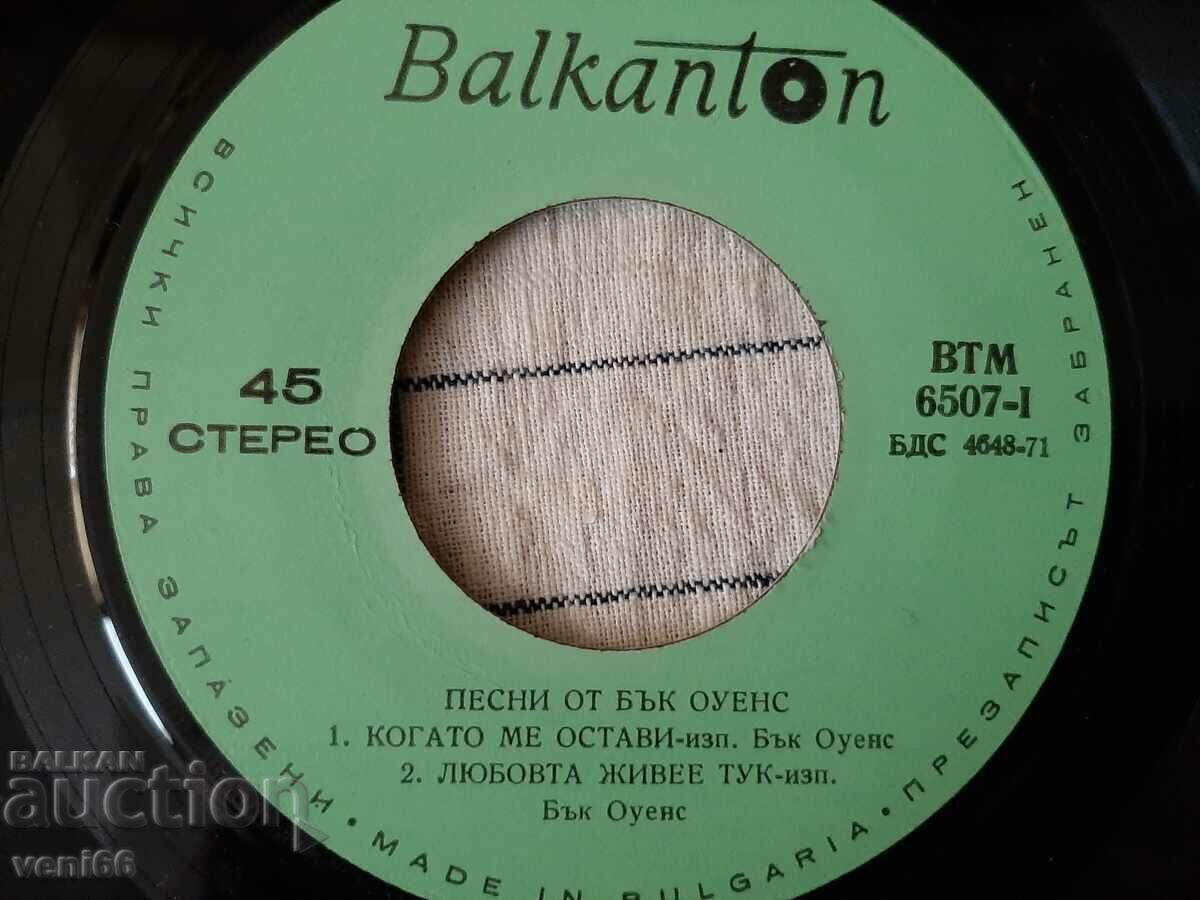 Balkanton
45
СТЕРЕО
ВТМ
6507-I
БДС 4648-71
ПЕСНИ ОТ БЪК ОУЕНС
1. КОГАТО МЕ ОСТАВИ-изп. Бък Оуенс
2. ЛЮБОВТА ЖИВЕЕ ТУК-изп.
Бък Оуенс
ВСИЧКИ ПРАВА ЗАПАЗЕНИ • MADE IN BULGARIA • ПРЕЗАПИСЪТ ЗАБРАНЕН
BALKAN
auction
veni66